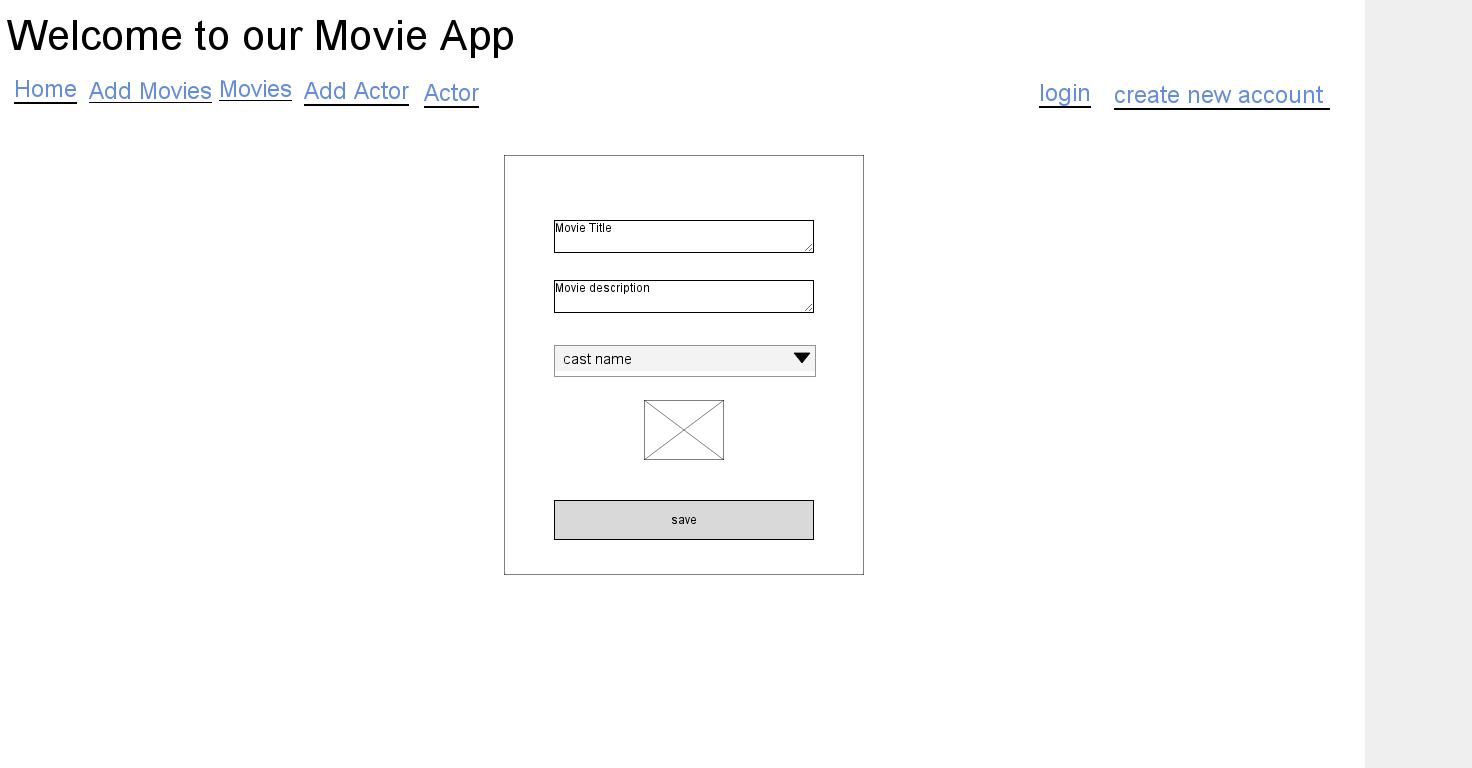 Welcome to our Movie App
Home Add Movies Movies Add Actor Actor login create new account
Movie Title
Movie description
cast name
save